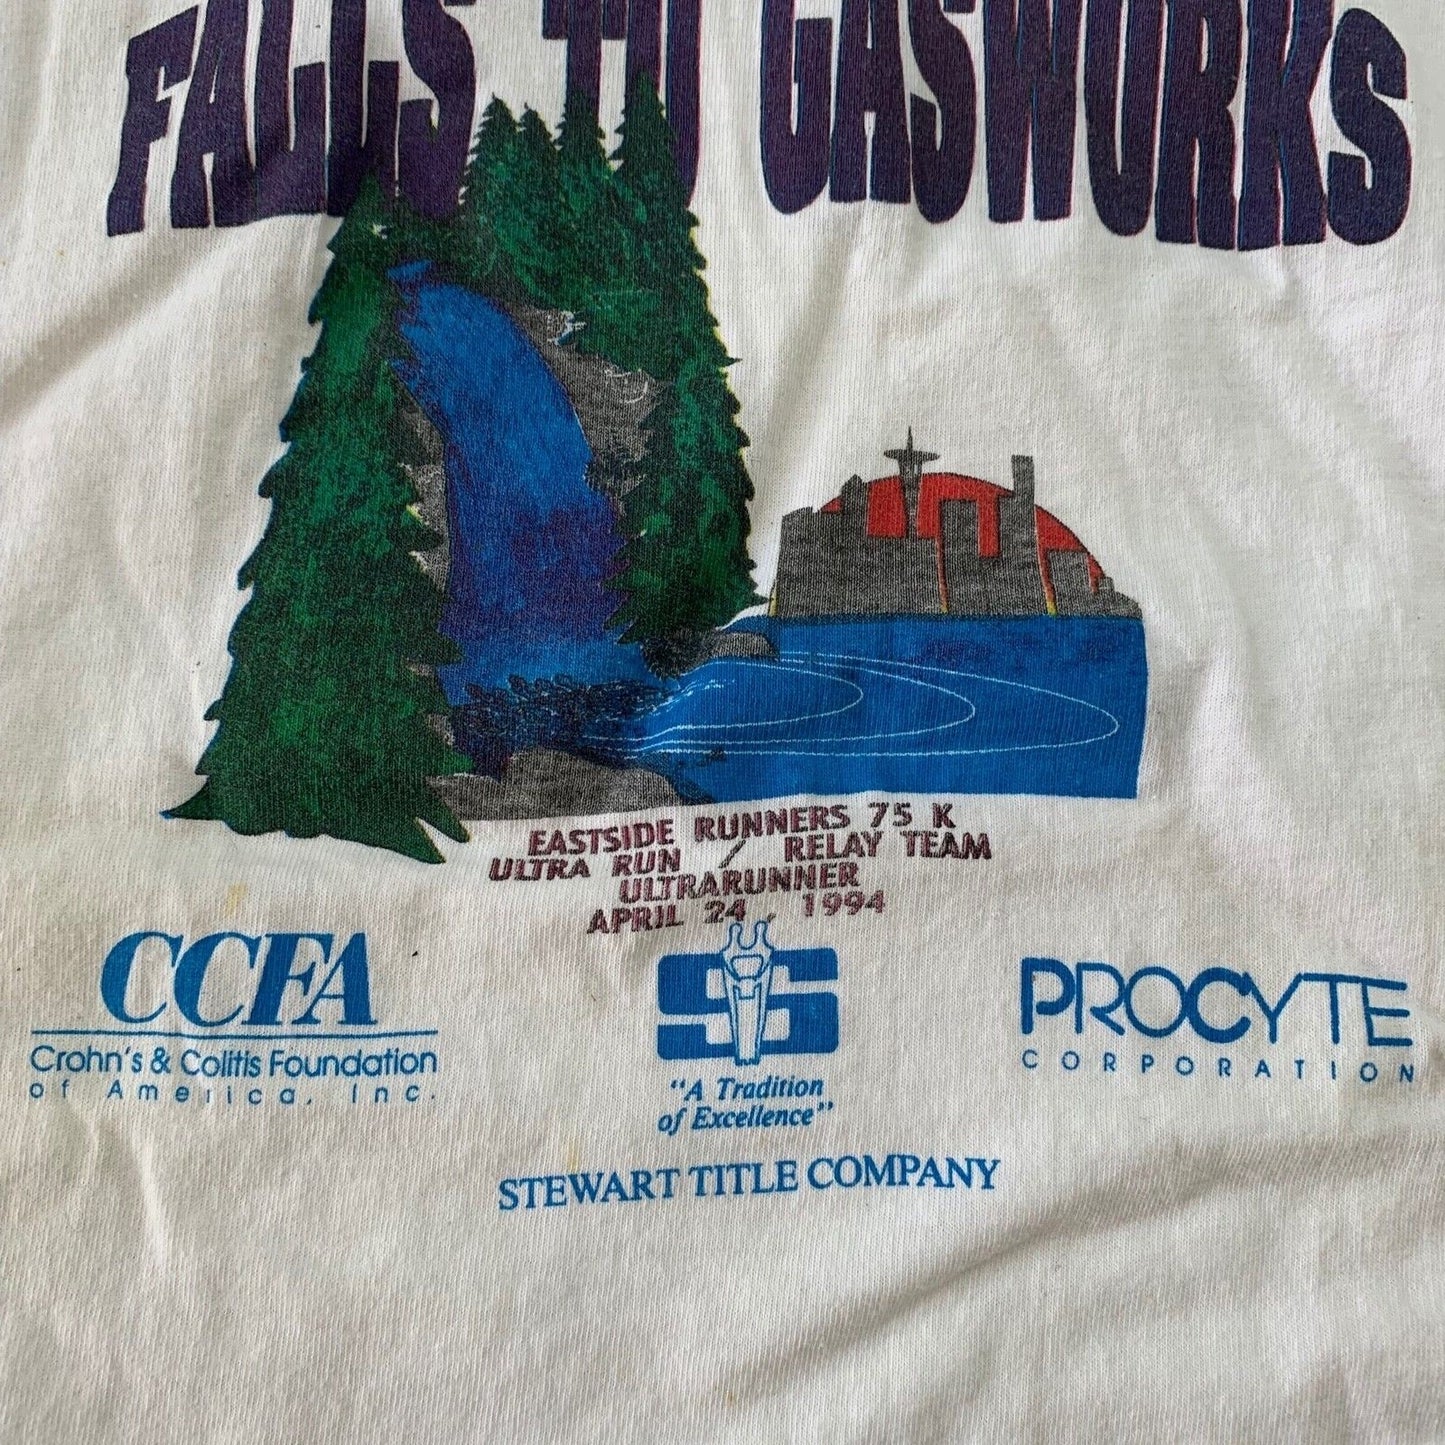 FALLS TO GASWORKS
EASTSIDE RUNNERS 75 K
ULTRA RUN / RELAY TEAM
ULTRARUNNER
APRIL 24, 1994
CCFA
Crohn's & Colitis Foundation
of America, Inc.
S
"A Tradition
of Excellence"
STEWART TITLE COMPANY
PROCYTE
CORPORATION